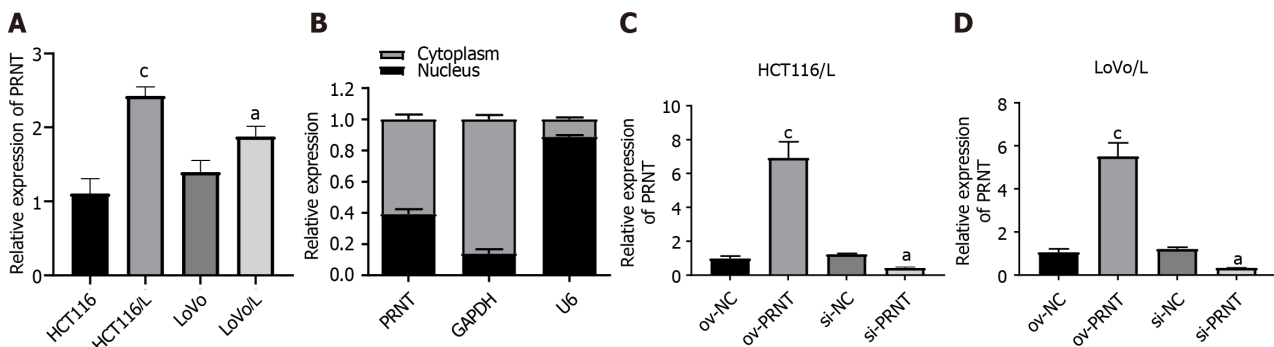 A
Relative expression of PRNT
3
2
1
0
c
a
HCT116
HCT116/L
LoVo
LoVo/L
B
Cytoplasm
Nucleus
Relative expression
1.2
1.0
0.8
0.6
0.4
0.2
0.0
PRNT
GAPDH
U6
C
HCT116/L
Relative expression
of PRNT
10
8
6
4
2
0
c
a
ov-NC
ov-PRNT
si-NC
si-PRNT
D
LoVo/L
Relative expression
of PRNT
8
6
4
2
0
c
a
ov-NC
ov-PRNT
si-NC
si-PRNT